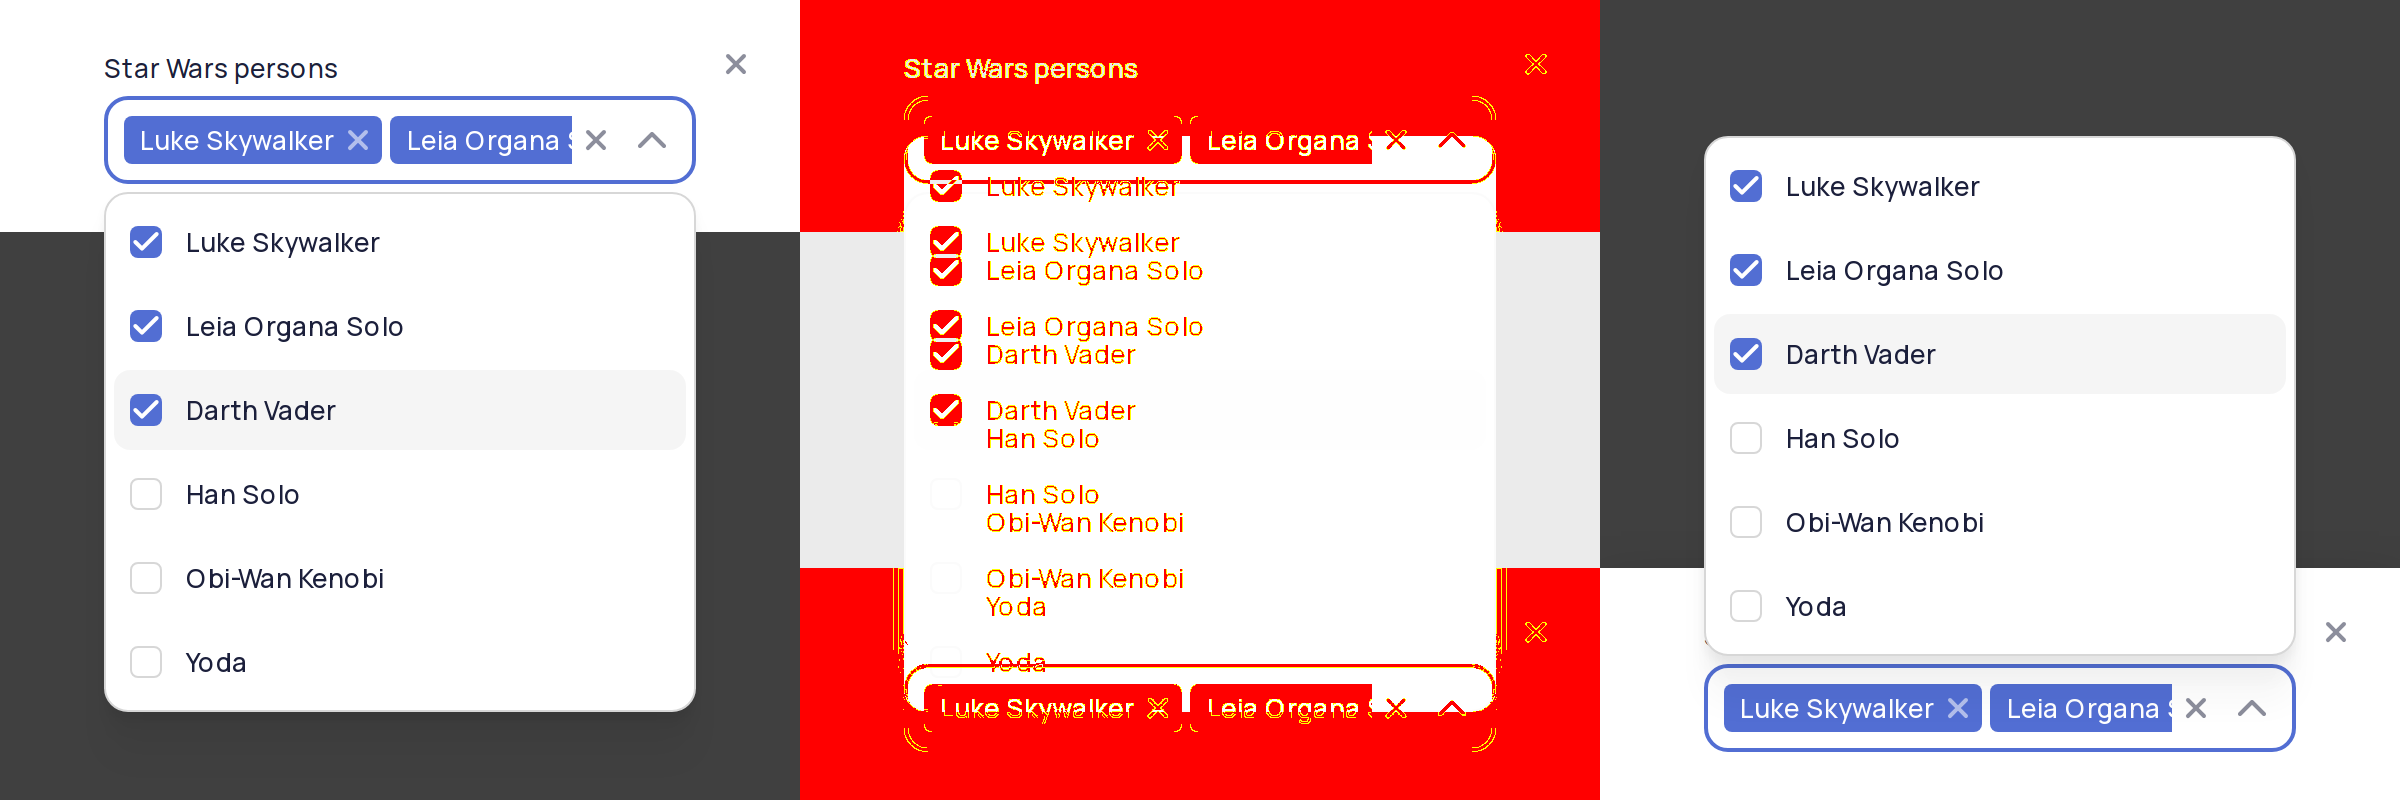 Star Wars persons
Luke Skywalker Leia Organa
Luke Skywalker
Leia Organa Solo
Darth Vader
Han Solo
Obi-Wan Kenobi
Yoda
Star Wars persons
Luke Skywalker Leia Organa
Luke Skywalker
Luke Skywalker
Leia Organa Solo
Leia Organa Solo
Darth Vader
Darth Vader
Han Solo
Han Solo
Obi-Wan Kenobi
Obi-Wan Kenobi
Yoda
Yoda
Luke Skywalker Leia Organa
Luke Skywalker
Leia Organa Solo
Darth Vader
Han Solo
Obi-Wan Kenobi
Yoda
Luke Skywalker Leia Organa